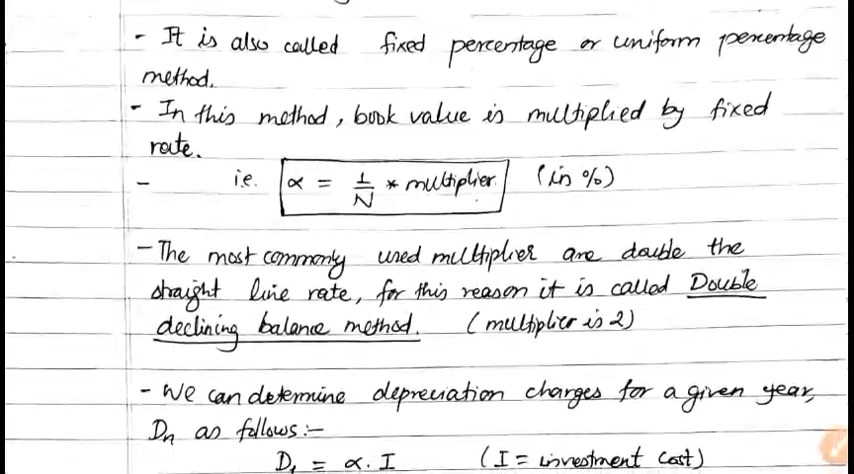 - It is also called fixed percentage or uniform percentage
method.
- In this method, book value is multiplied by fixed
rate.
- i.e. α = 1/N * multiplier (in %)
- The most commonly used multiplier are double the
straight line rate, for this reason it is called Double
declining balance method. (multiplier is 2)
- We can determine depreciation charges for a given year,
Dn as follows:-
D1 = α. I (I = investment cost)